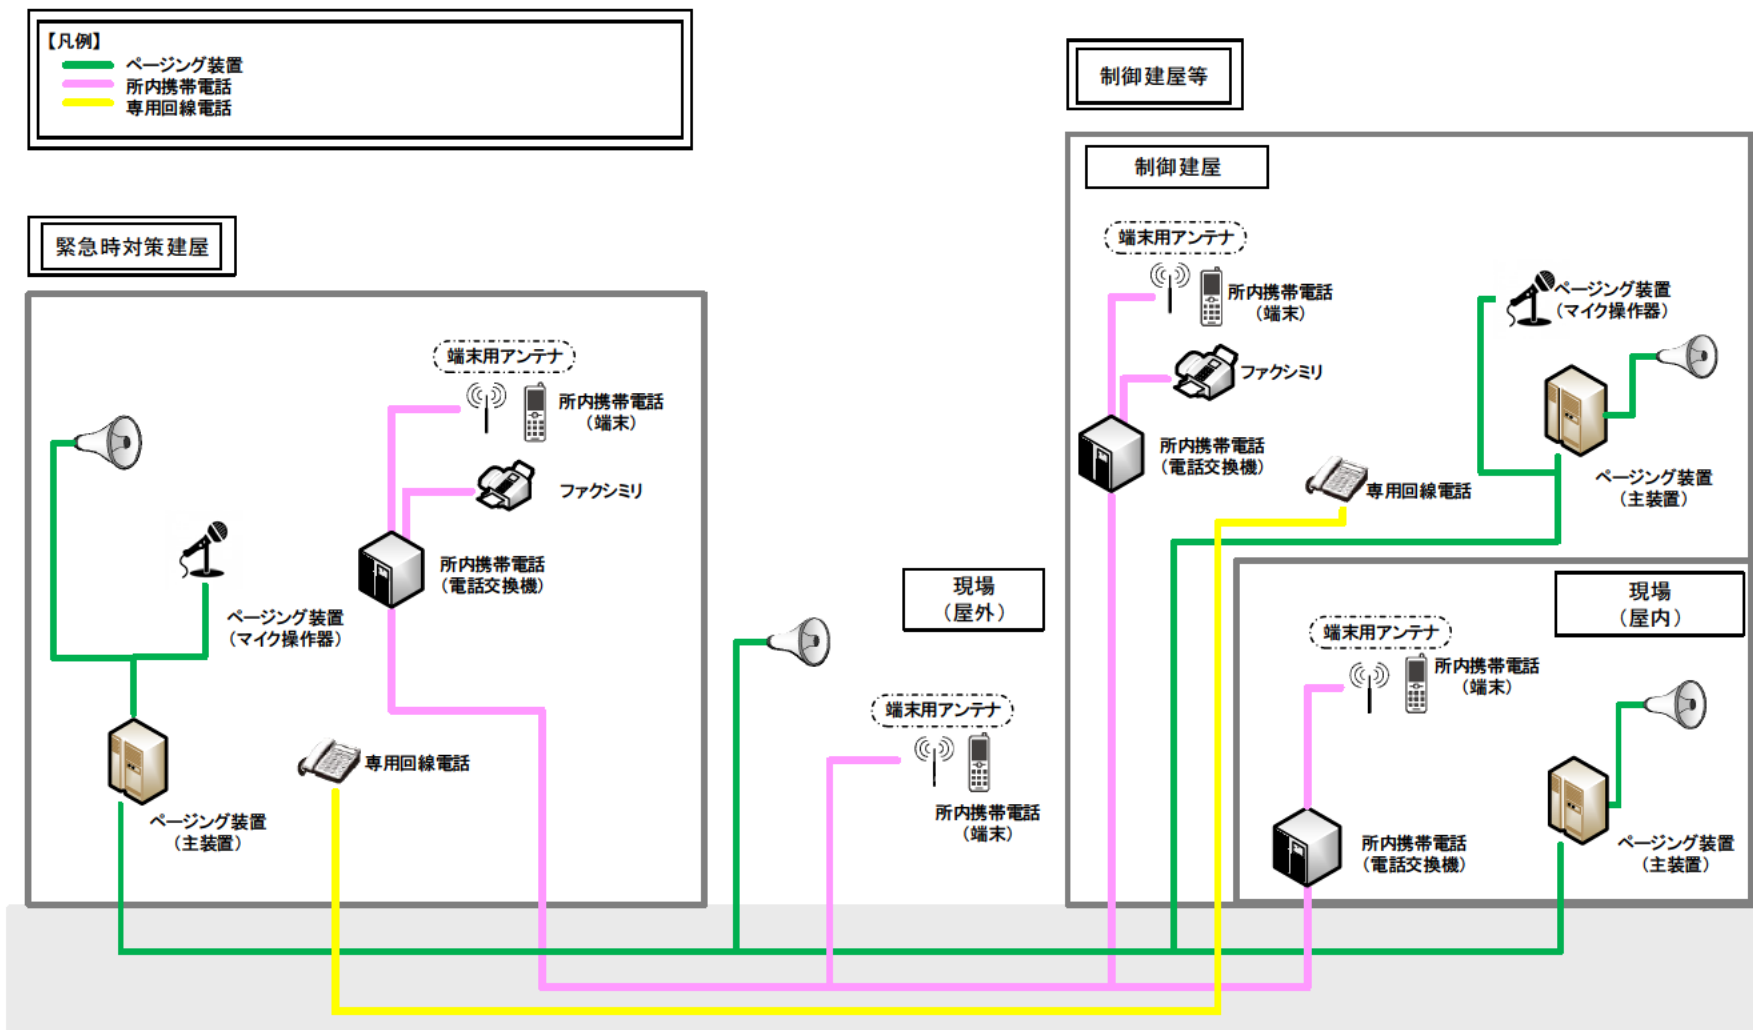 【凡例】
ページング装置
所内携帯電話
専用回線電話
緊急時対策建屋
端末用アンテナ
所内携帯電話
（端末）
ファクシミリ
所内携帯電話
（電話交換機）
ページング装置
（マイク操作器）
専用回線電話
ページング装置
（主装置）
現場
（屋外）
端末用アンテナ
所内携帯電話
（端末）
制御建屋等
制御建屋
端末用アンテナ
所内携帯電話
（端末）
ファクシミリ
所内携帯電話
（電話交換機）
専用回線電話
ページング装置
（マイク操作器）
ページング装置
（主装置）
現場
（屋内）
端末用アンテナ
所内携帯電話
（端末）
所内携帯電話
（電話交換機）
ページング装置
（主装置）